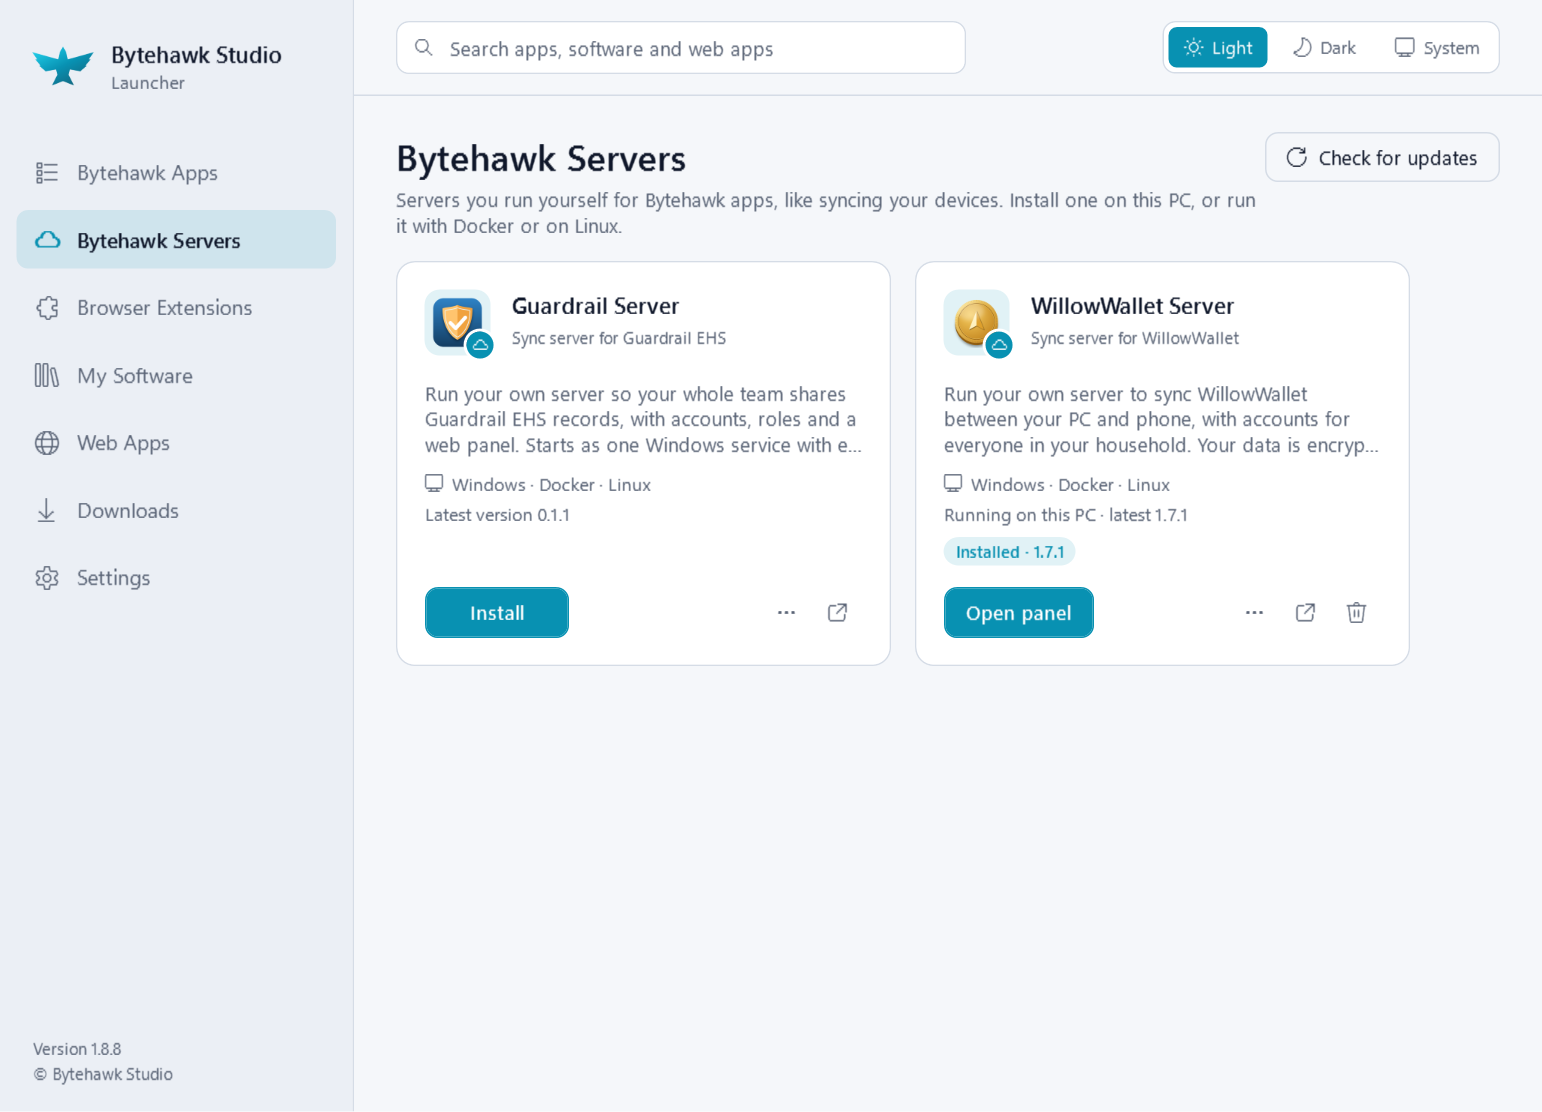 Bytehawk Studio
Launcher
Bytehawk Apps
Bytehawk Servers
Browser Extensions
My Software
Web Apps
Downloads
Settings
Version 1.8.8
© Bytehawk Studio
Search apps, software and web apps
Light
Dark
System
Bytehawk Servers
Check for updates
Servers you run yourself for Bytehawk apps, like syncing your devices. Install one on this PC, or run
it with Docker or on Linux.
Guardrail Server
Sync server for Guardrail EHS
Run your own server so your whole team shares
Guardrail EHS records, with accounts, roles and a
web panel. Starts as one Windows service with e...
Windows · Docker · Linux
Latest version 0.1.1
Install
WillowWallet Server
Sync server for WillowWallet
Run your own server to sync WillowWallet
between your PC and phone, with accounts for
everyone in your household. Your data is encryp...
Windows · Docker · Linux
Running on this PC · latest 1.7.1
Installed · 1.7.1
Open panel